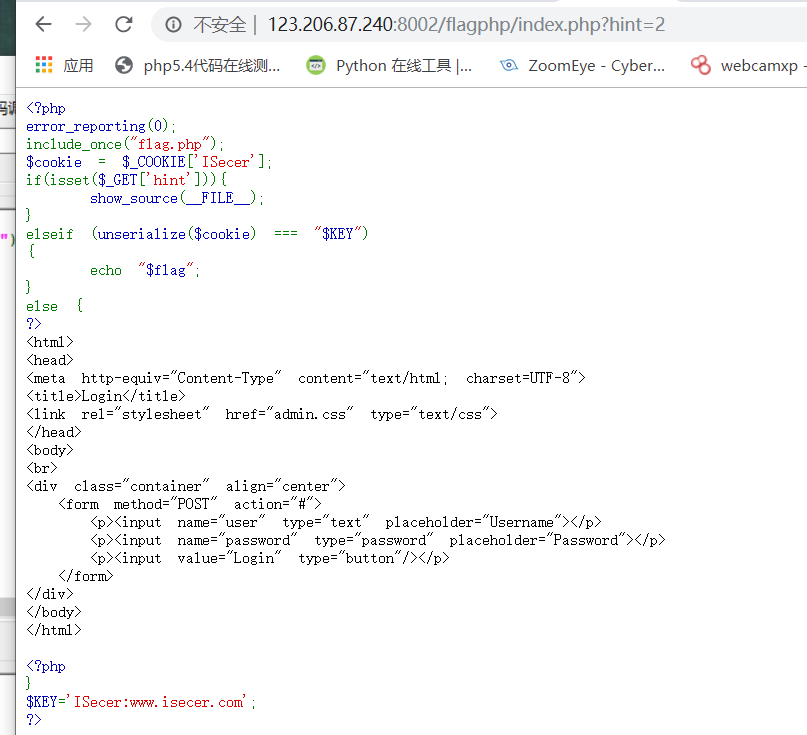 不安全 | 123.206.87.240:8002/flagphp/index.php?hint=2
应用 php5.4代码在线测... Python 在线工具 |... ZoomEye - Cyber... webcamxp -
<?php
error_reporting(0);
include_once("flag.php");
$cookie = $_COOKIE['ISecer'];
if(isset($_GET['hint'])){
show_source(__FILE__);
}
elseif (unserialize($cookie) === "$KEY")
{
echo "$flag";
}
else {
?>
<html>
<head>
<meta http-equiv="Content-Type" content="text/html; charset=UTF-8">
<title>Login</title>
<link rel="stylesheet" href="admin.css" type="text/css">
</head>
<body>
<br>
<div class="container" align="center">
<form method="POST" action="#">
<p><input name="user" type="text" placeholder="Username"></p>
<p><input name="password" type="password" placeholder="Password"></p>
<p><input value="Login" type="button"/></p>
</form>
</div>
</body>
</html>
<?php
}
$KEY='ISecer:www.isecer.com';
?>